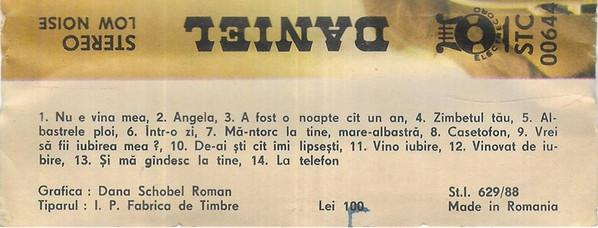 STEREO
LOW NOISE
DANIEL
ELECTRECORD
STC
00644
1. Nu e vina mea, 2. Angela, 3. A fost o noapte cit un an, 4. Zimbetul tău, 5. Al-
bastrele ploi, 6. Într-o zi, 7. Mă-ntorc la tine, mare-albastră, 8. Casetofon, 9. Vrei
să fii iubirea mea ?, 10. De-ai ști cit îmi lipsești, 11. Vino iubire, 12. Vinovat de iu-
bire, 13. Și mă gîndesc la tine, 14. La telefon
Grafica : Dana Schobel Roman
St.I. 629/88
Tiparul : I. P. Fabrica de Timbre
Lei 100
Made in Romania